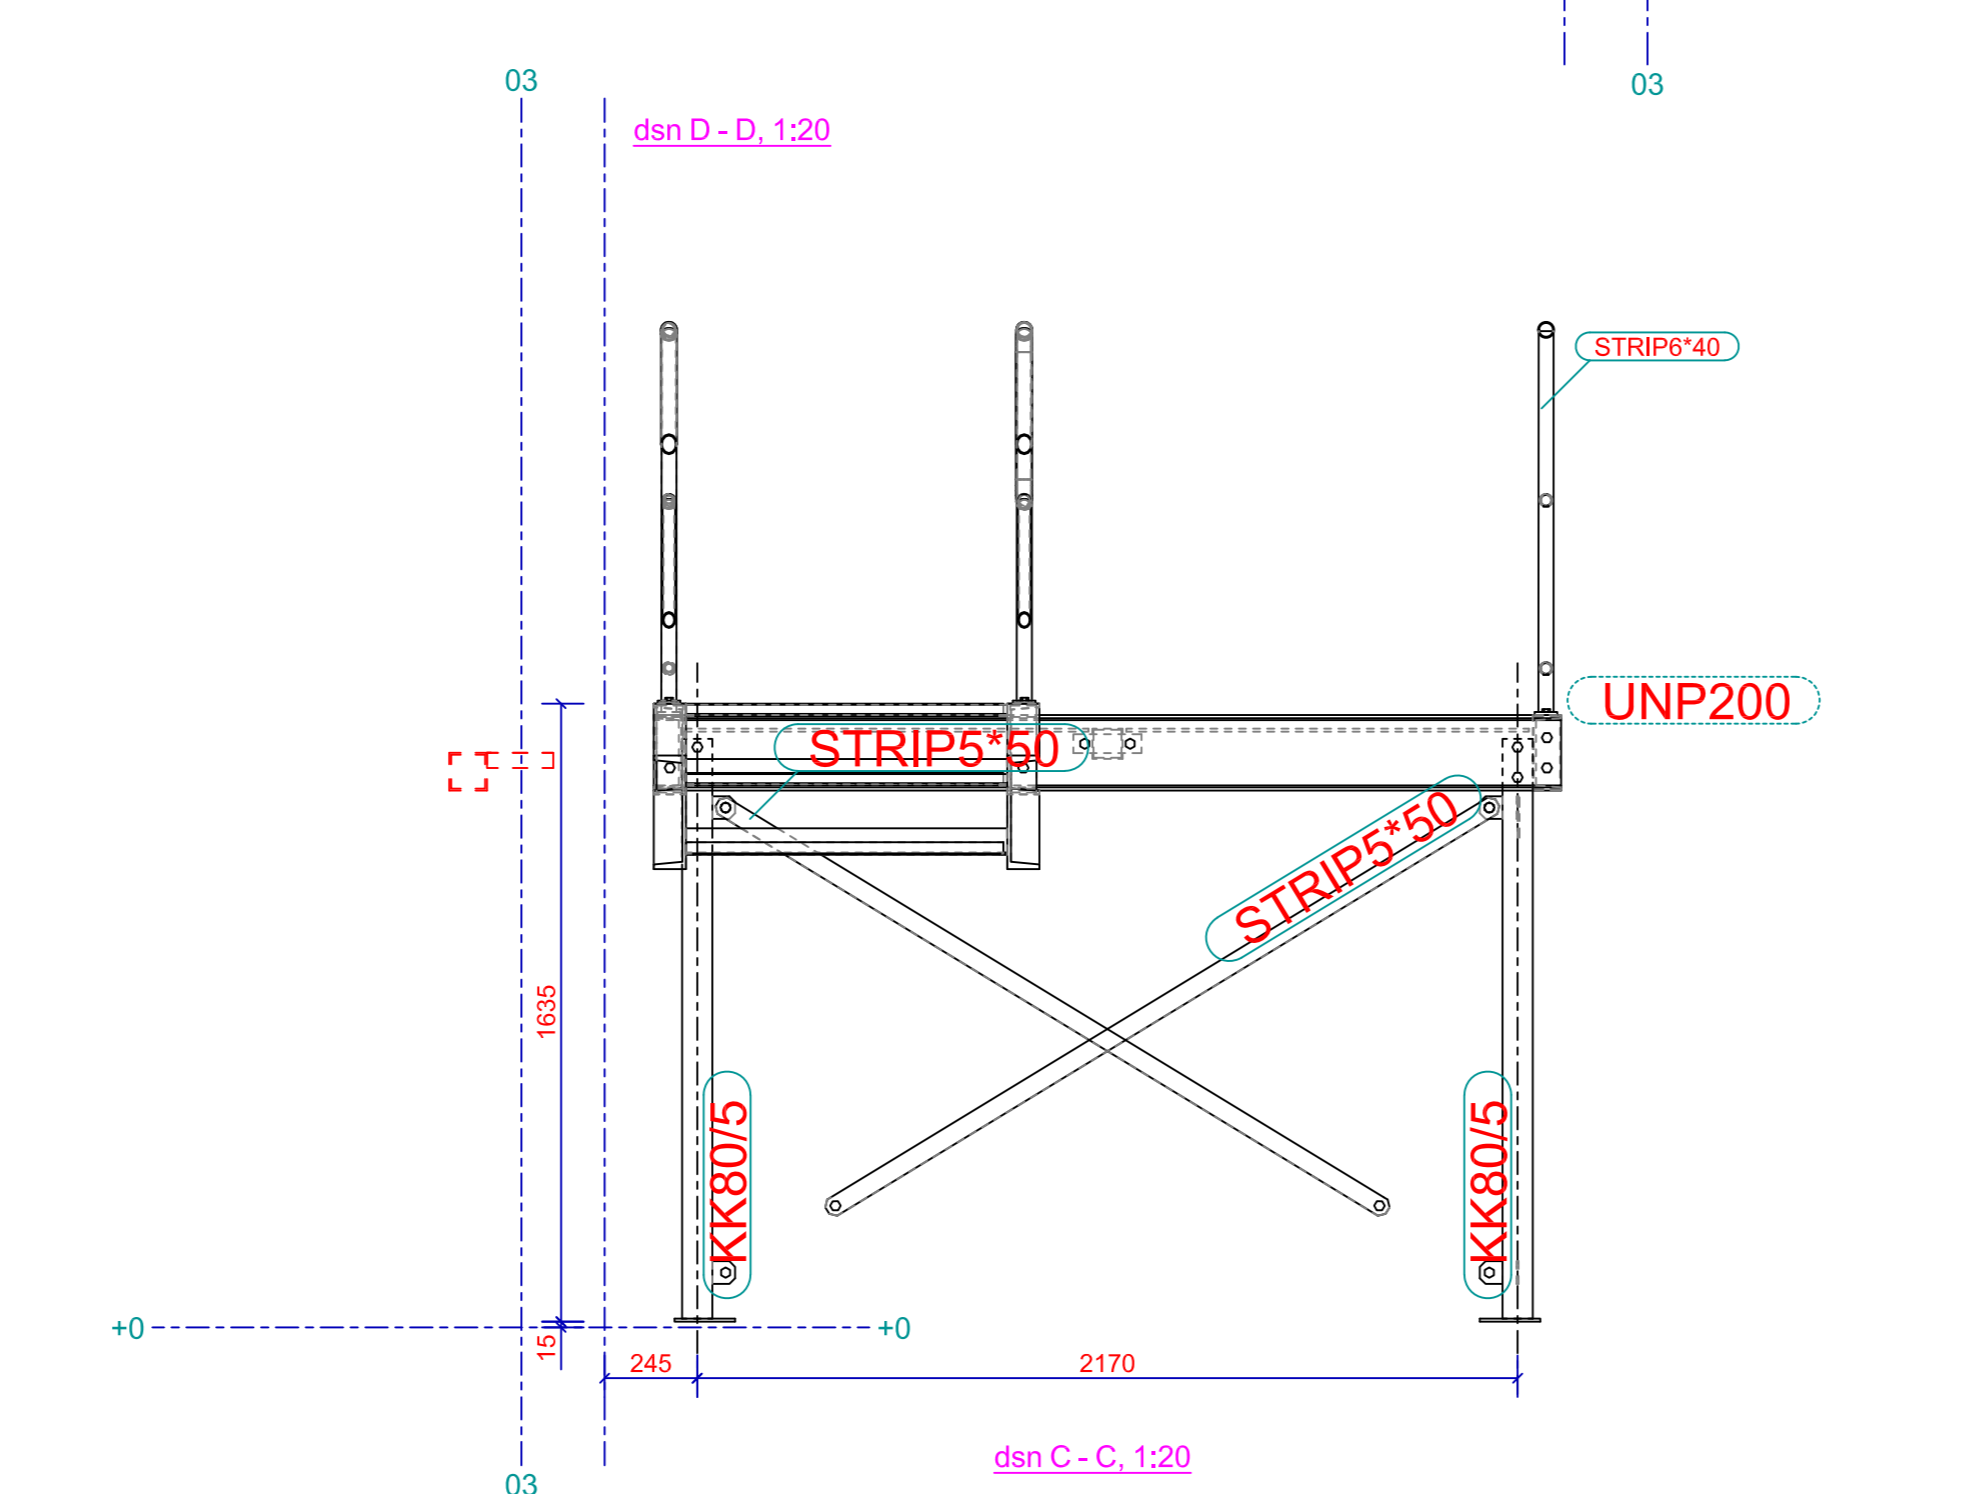 03
03
dsn D - D, 1:20
STRIP6*40
UNP200
STRIP5*50
STRIP5*50
1635
KK80/5
KK80/5
+0
+0
15
245
2170
dsn C - C, 1:20
03